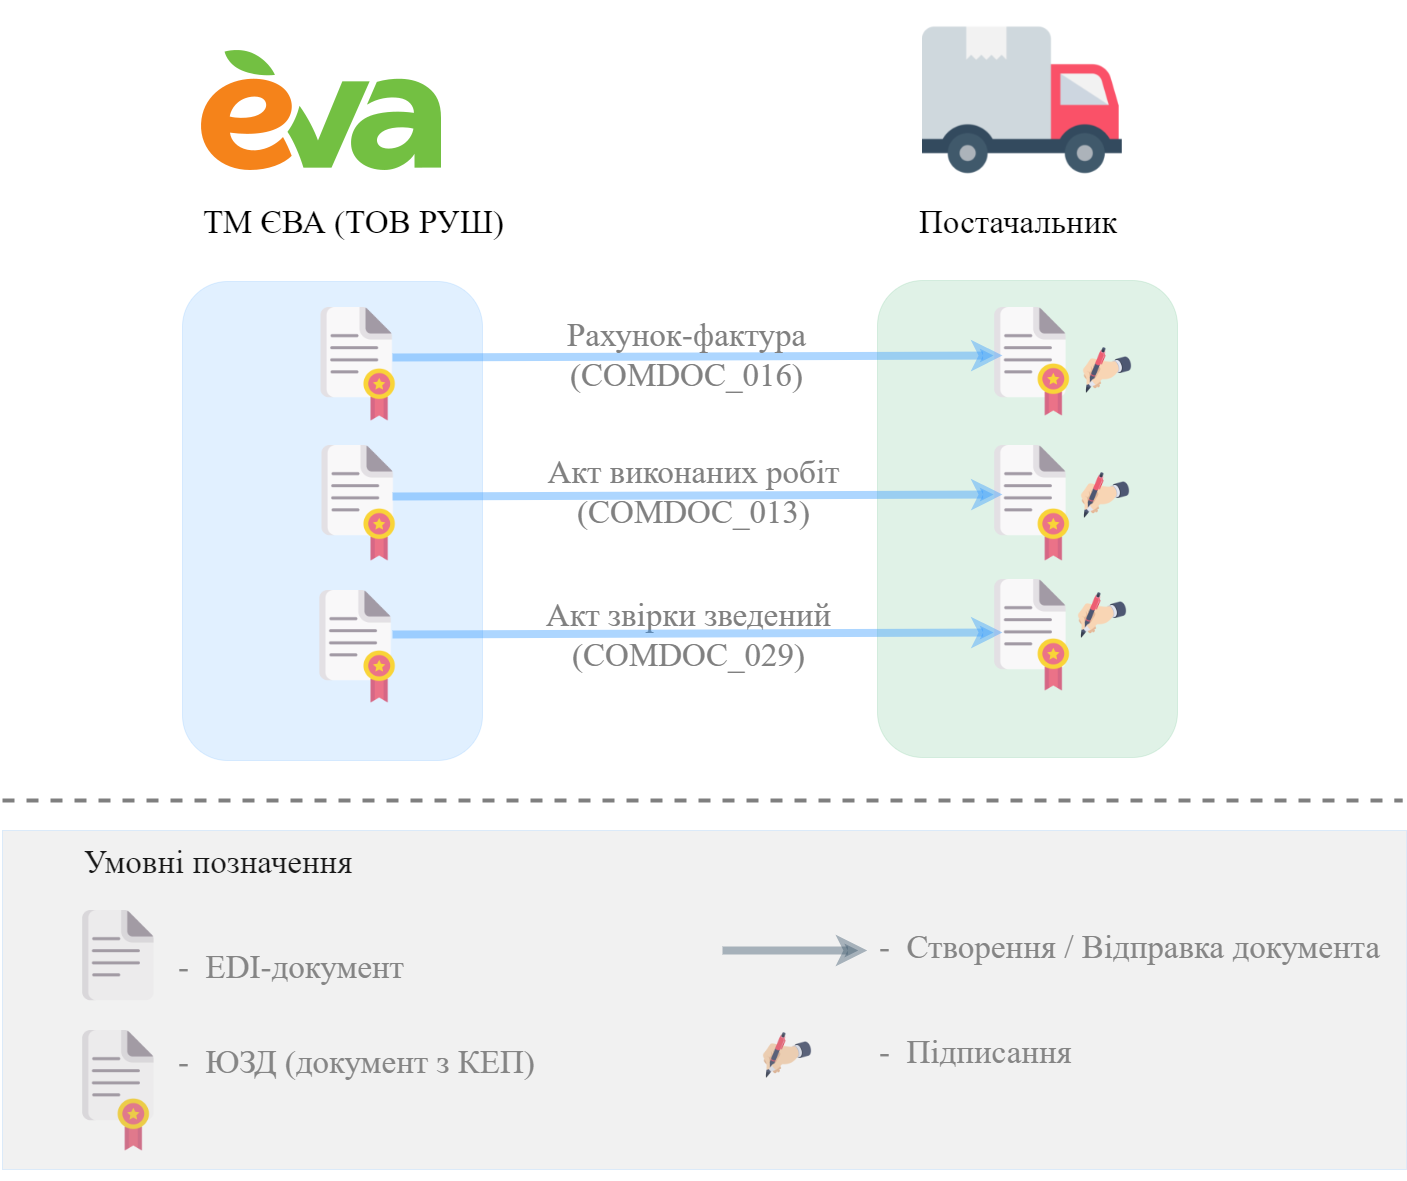 èva
ТМ ЄВА (ТОВ РУШ)
Постачальник
Рахунок-фактура
(COMDOC_016)
Акт виконаних робіт
(COMDOC_013)
Акт звірки зведений
(COMDOC_029)
Умовні позначення
- EDI-документ
- Створення / Відправка документа
- ЮЗД (документ з КЕП)
- Підписання